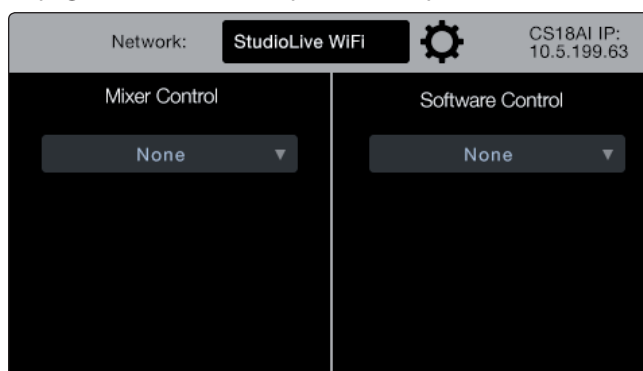 Network:
StudioLive WiFi
CS18AI IP:
10.5.199.63
Mixer Control
Software Control
None
None